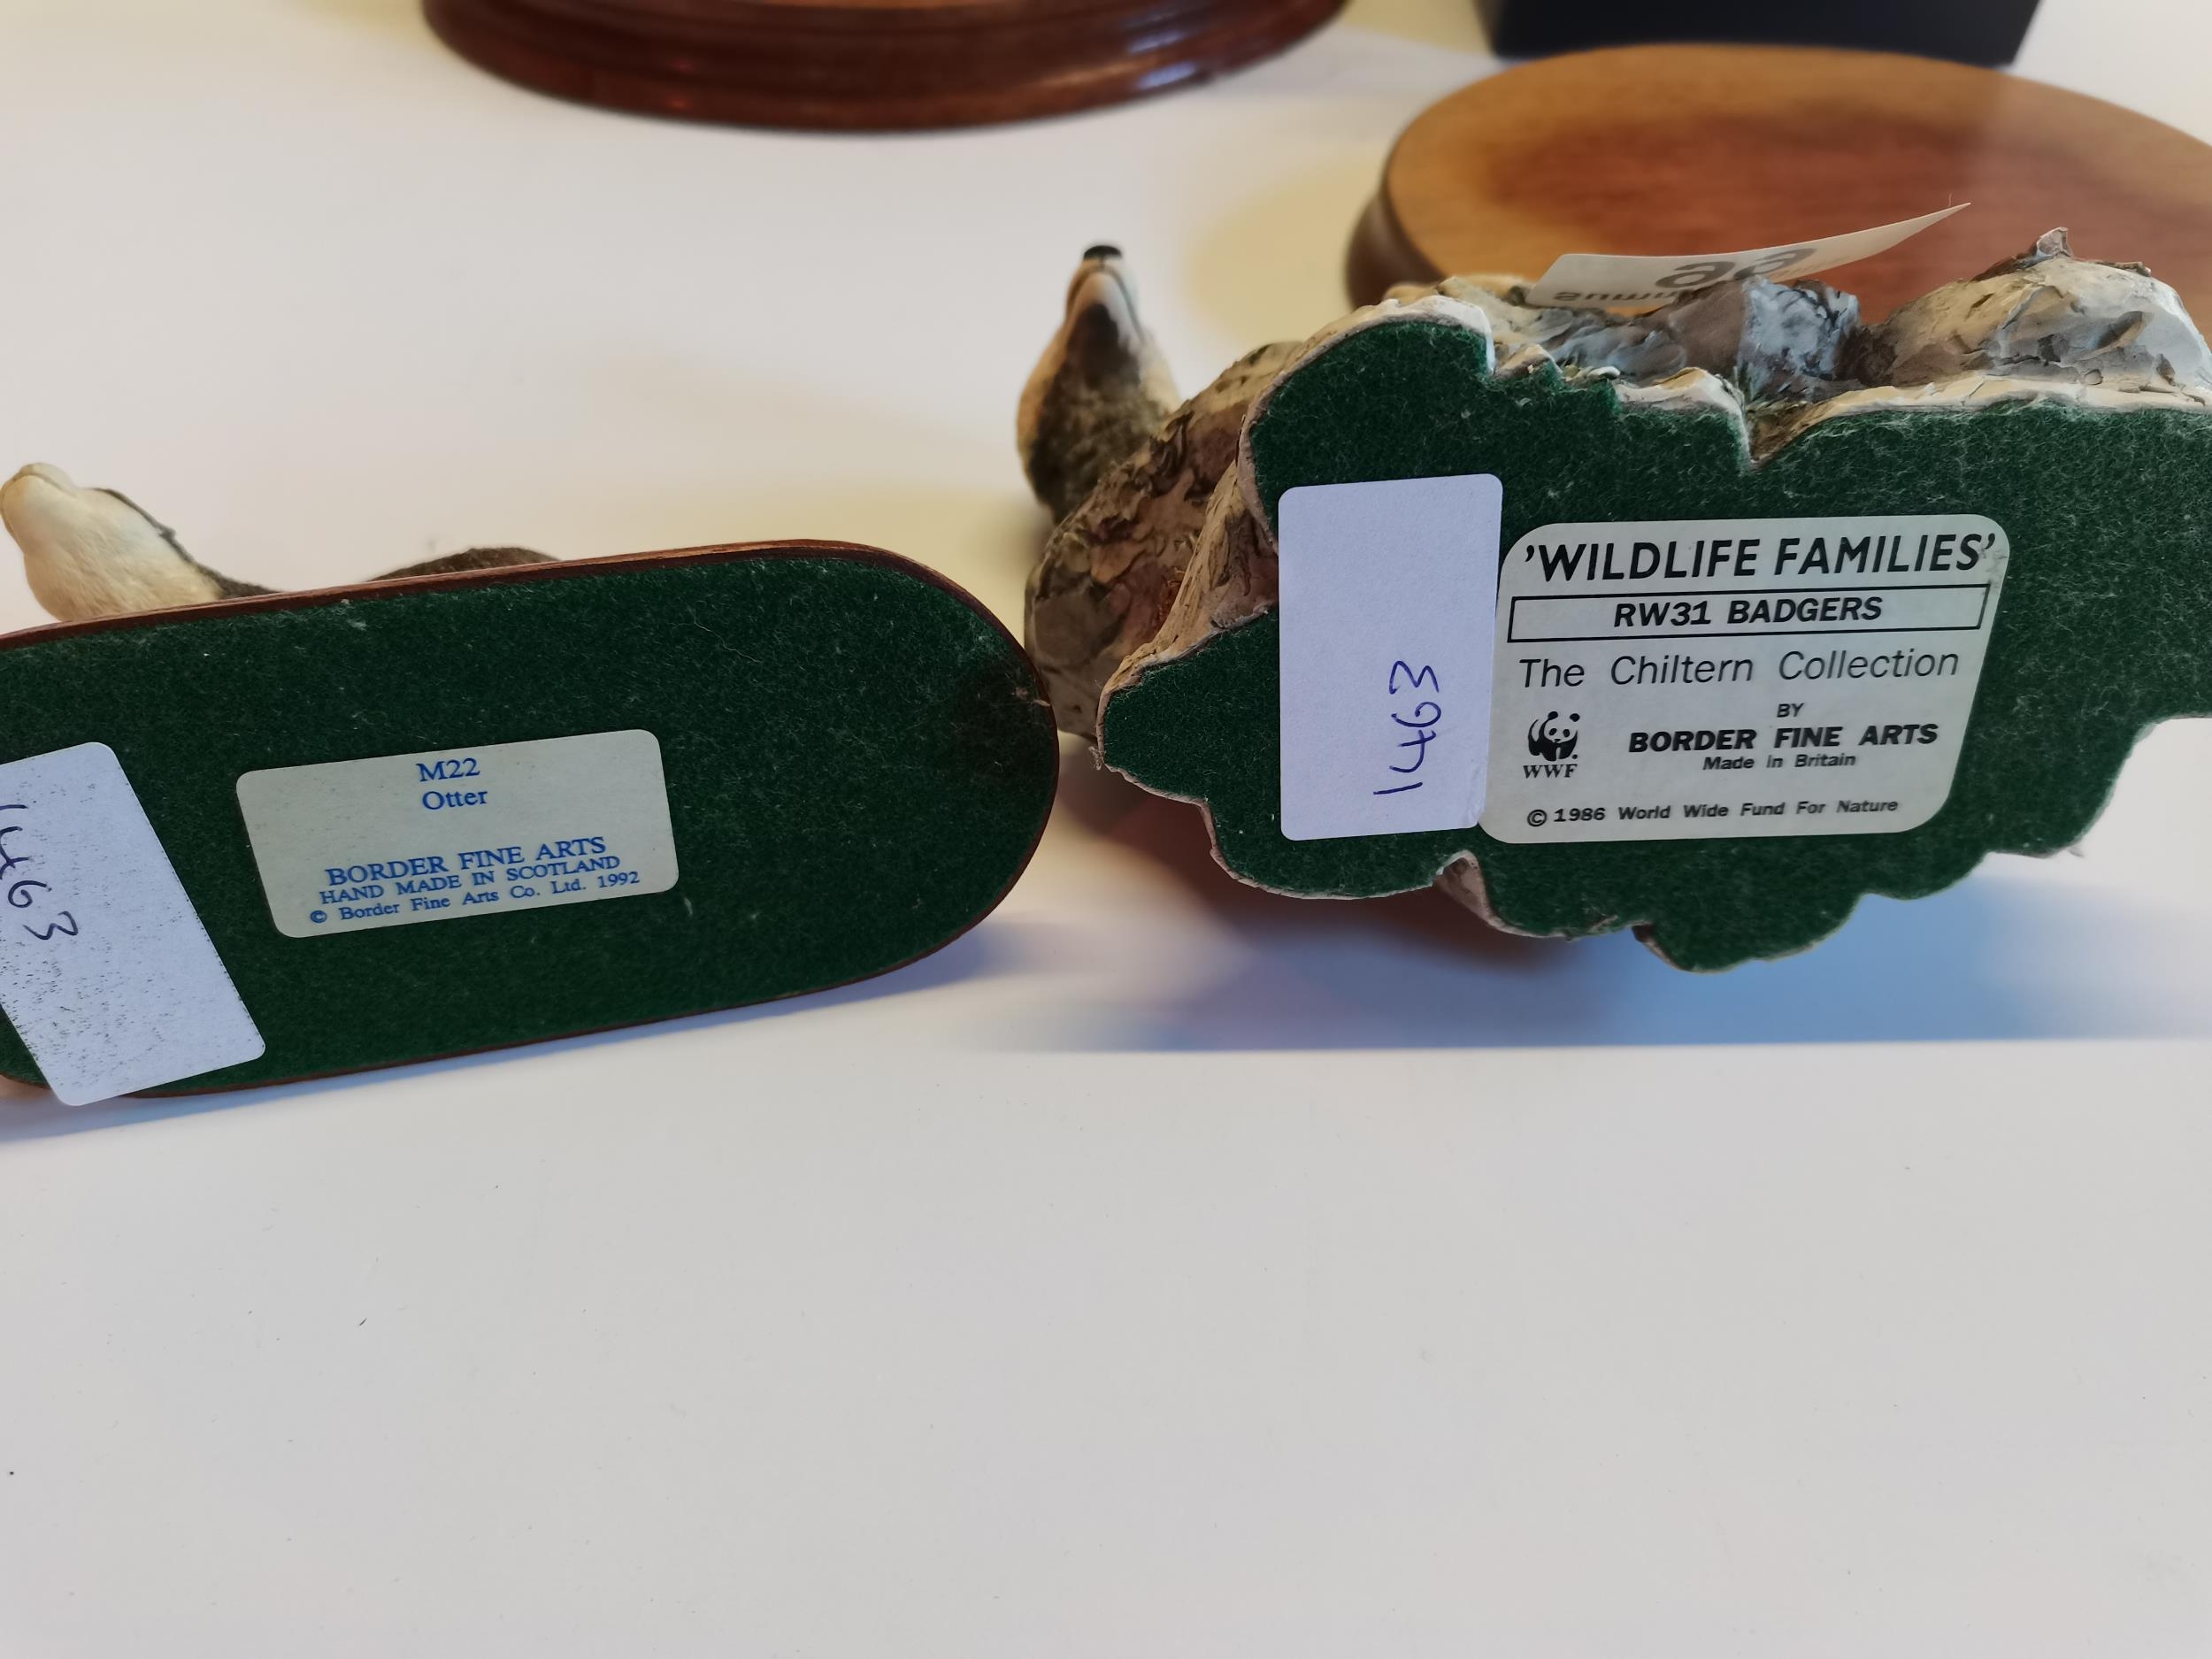 M22
Otter
BORDER FINE ARTS
HAND MADE IN SCOTLAND
© Border Fine Arts Co. Ltd. 1992
1463
1463
'WILDLIFE FAMILIES'
RW31 BADGERS
The Chiltern Collection
BY
BORDER FINE ARTS
Made in Britain
WWF
© 1986 World Wide Fund For Nature